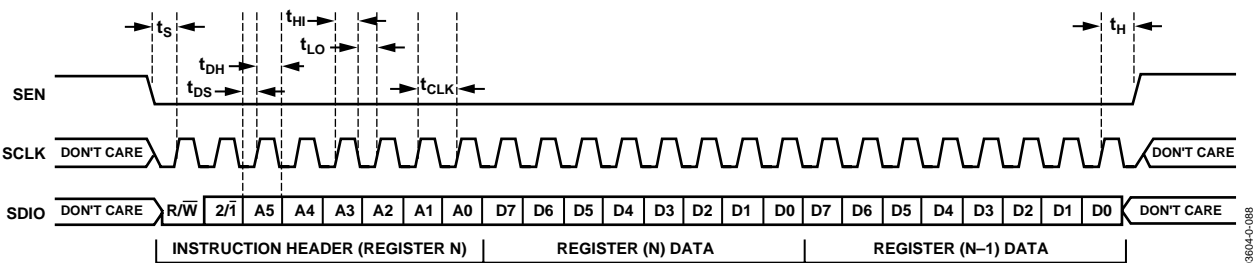 tS
tHI
tH
tLO
tDH
tDS
tCLK
SEN
SCLK DON'T CARE DON'T CARE
SDIO DON'T CARE R/W̅ 2/1̅ A5 A4 A3 A2 A1 A0 D7 D6 D5 D4 D3 D2 D1 D0 D7 D6 D5 D4 D3 D2 D1 D0 DON'T CARE
INSTRUCTION HEADER (REGISTER N) REGISTER (N) DATA REGISTER (N–1) DATA
3604-0-088